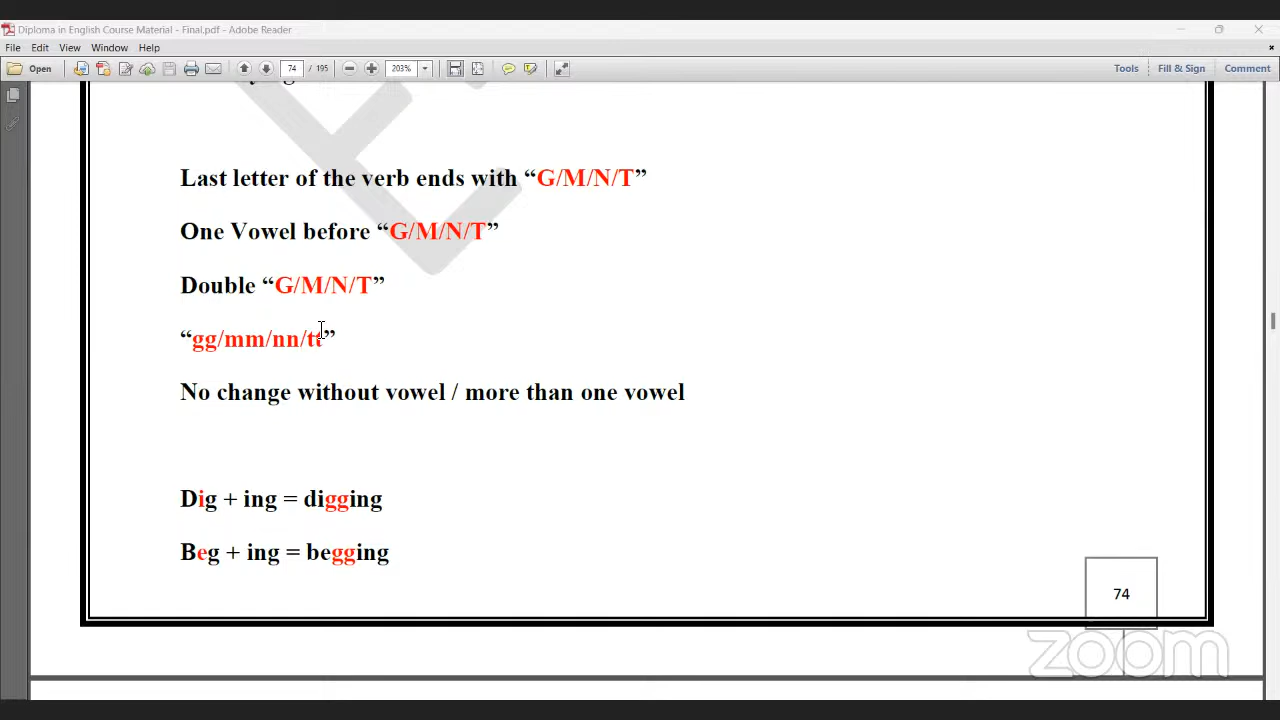 Diploma in English Course Material - Final.pdf - Adobe Reader
File Edit View Window Help
Open 74 / 195 203% Tools Fill & Sign Comment
Last letter of the verb ends with “G/M/N/T”
One Vowel before “G/M/N/T”
Double “G/M/N/T”
“gg/mm/nn/tt”
No change without vowel / more than one vowel
Dig + ing = digging
Beg + ing = begging
74
zoom